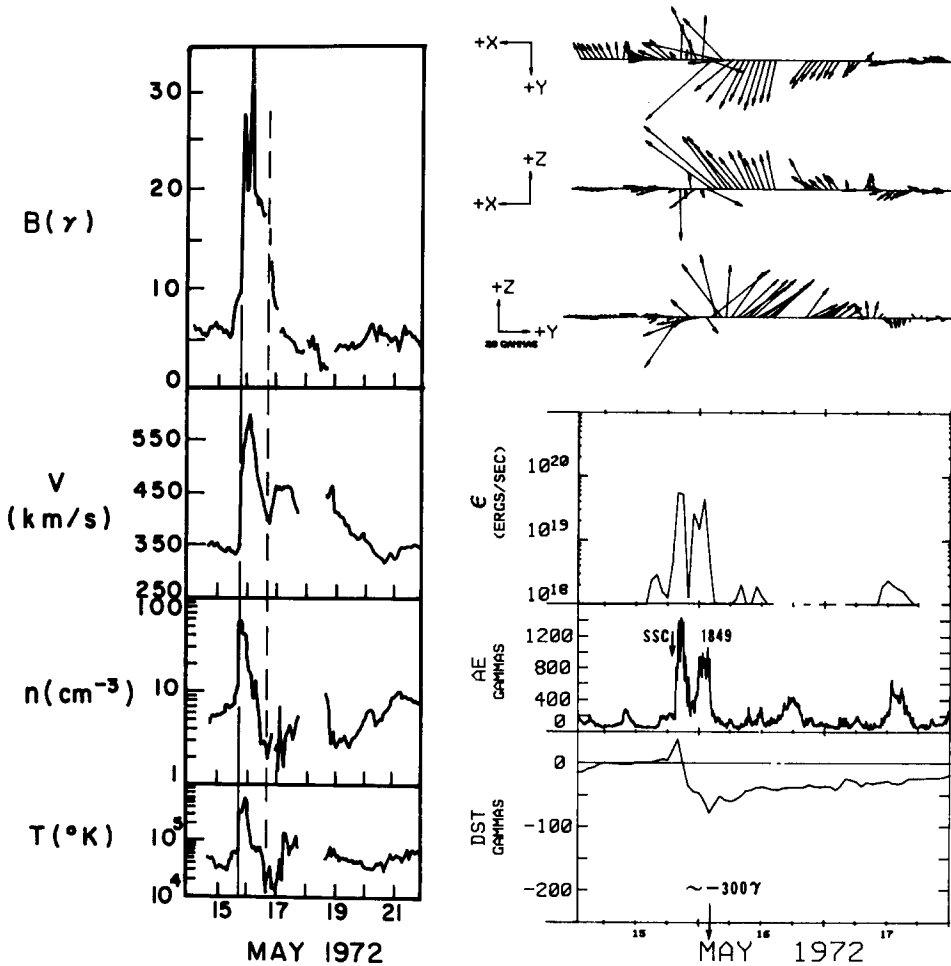 B(γ)
30
20
10
0
V
(km/s)
550
450
350
250
n(cm⁻³)
100
10
1
T(°K)
10⁵
10⁴
15 17 19 21
MAY 1972
+X
+Y
+Z
+X
+Z
+Y
20 GAMMAS
ϵ
(ERGS/SEC)
10²⁰
10¹⁹
10¹⁸
AE
GAMMAS
1200
800
400
0
SSC
1849
DST
GAMMAS
0
-100
-200
~-300γ
15 16 17
MAY 1972